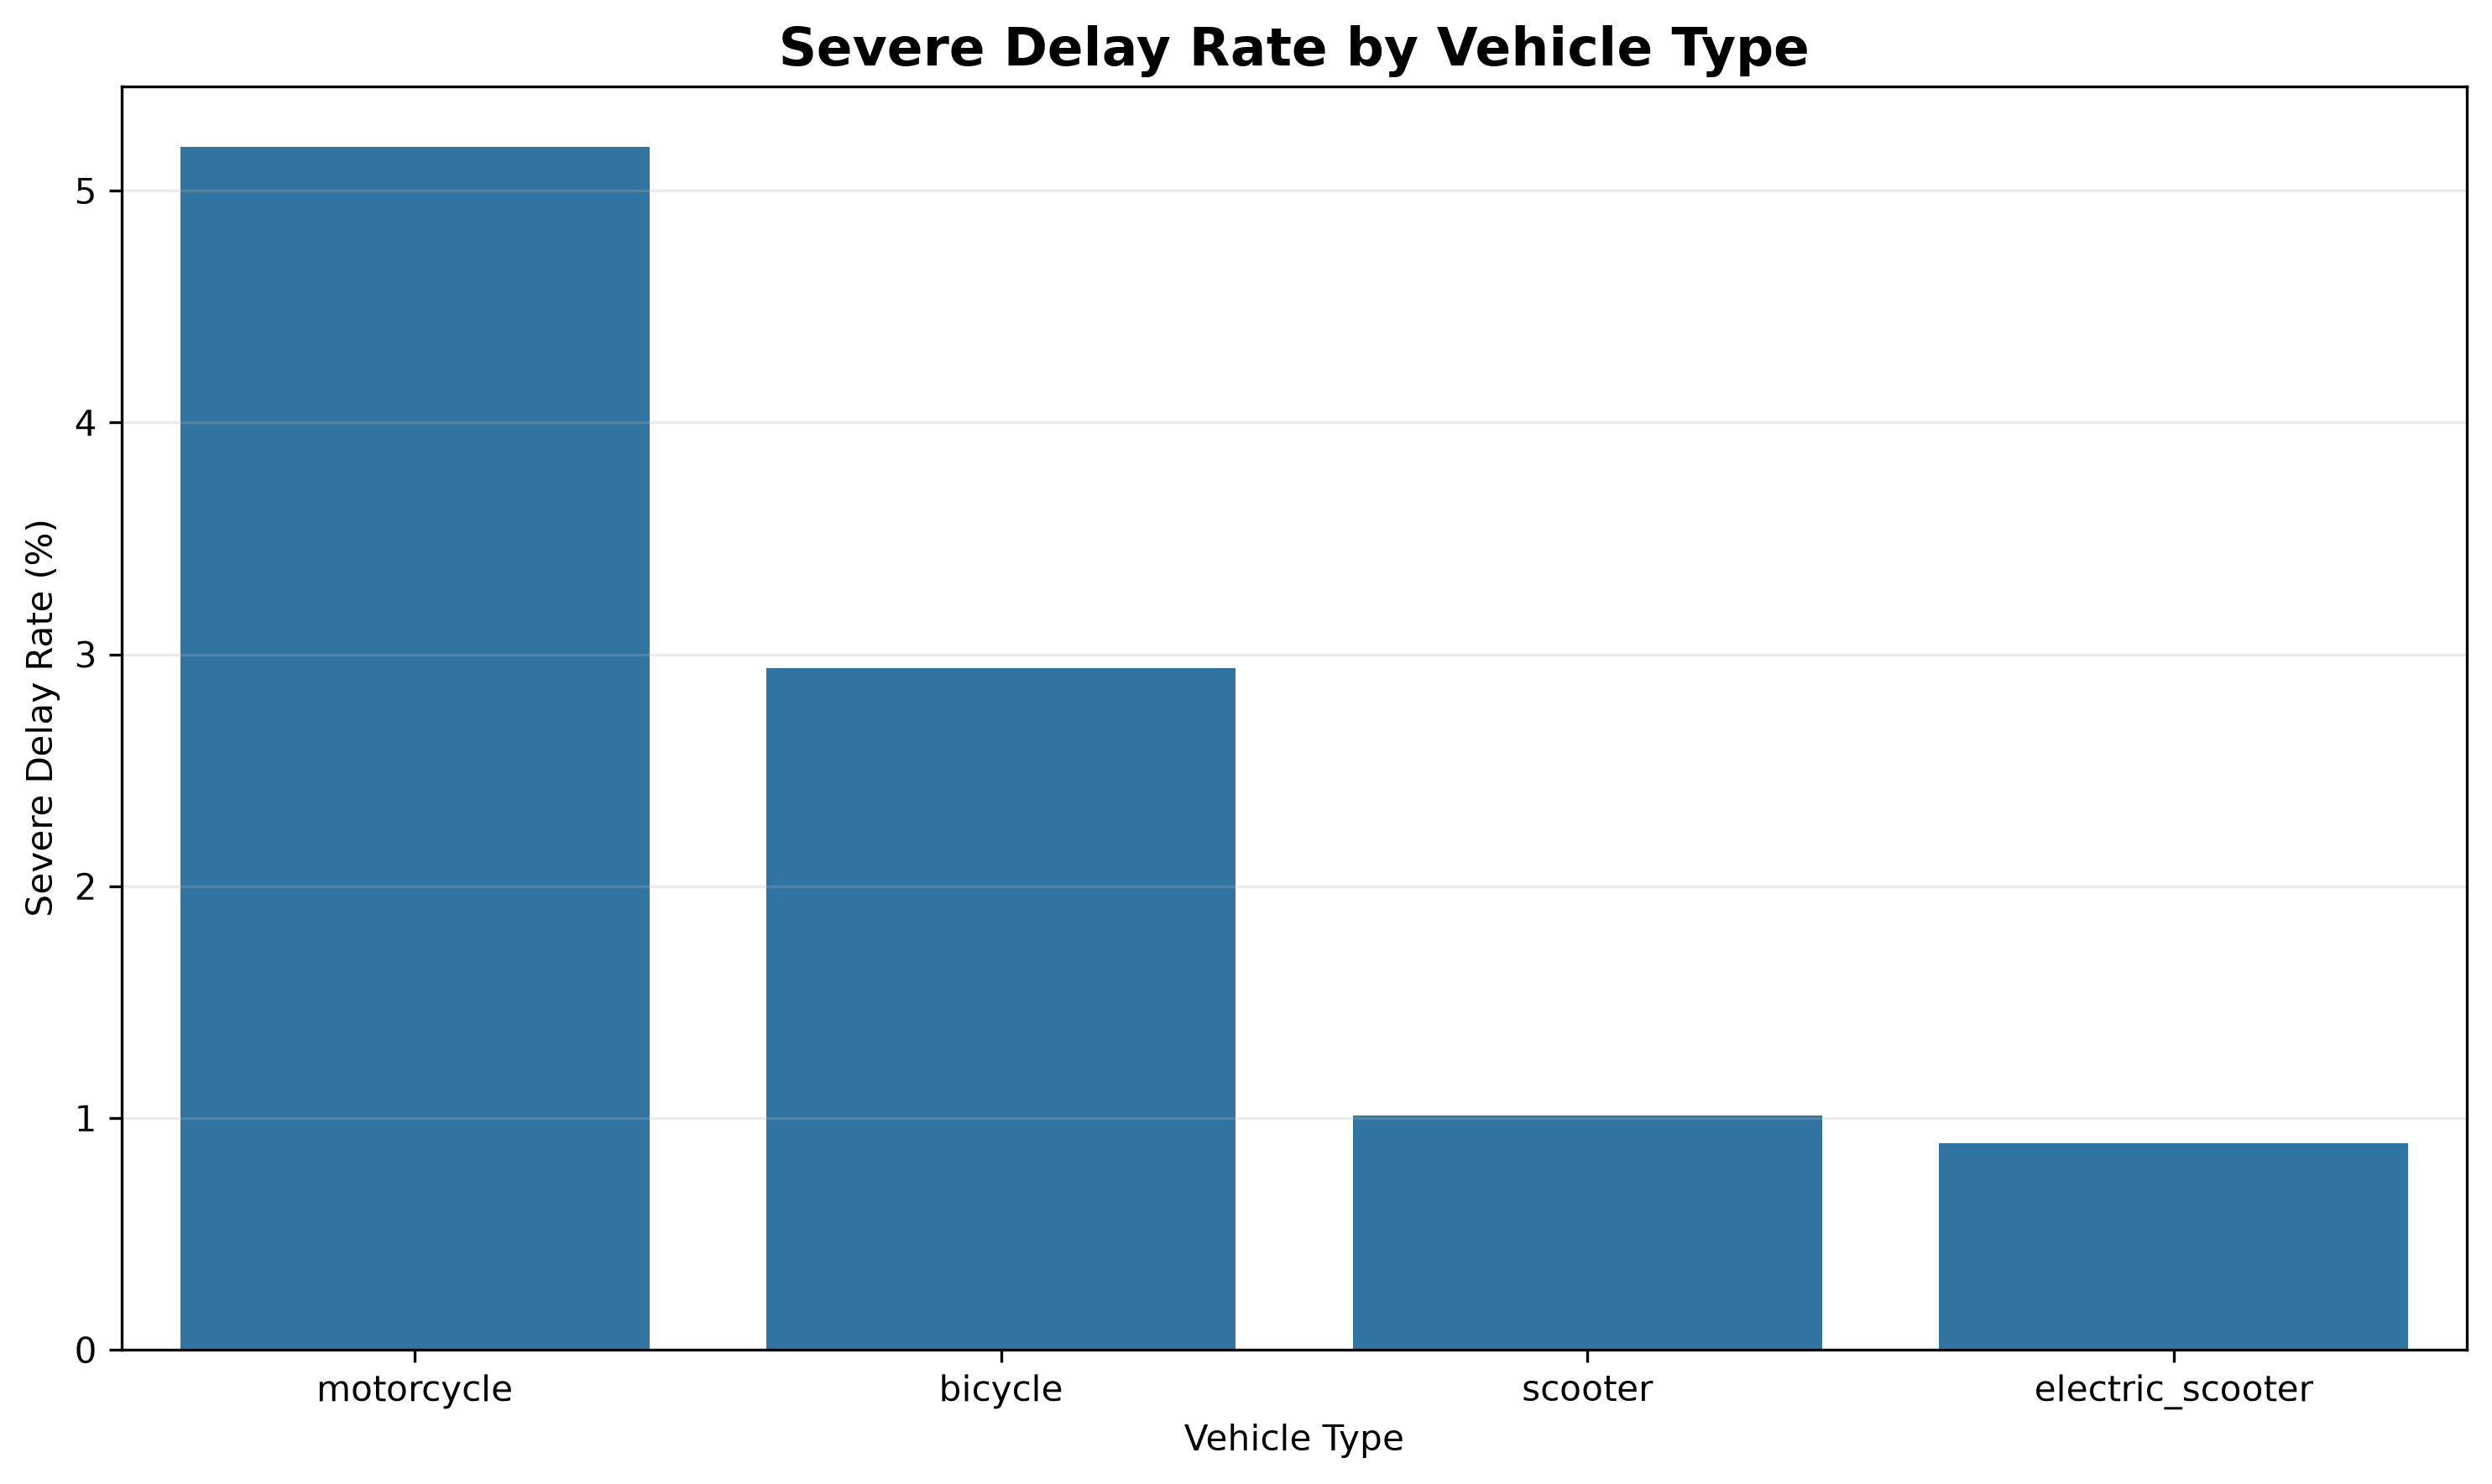 Severe Delay Rate by Vehicle Type
Severe Delay Rate (%)
5
4
3
2
1
0
motorcycle bicycle scooter electric_scooter
Vehicle Type